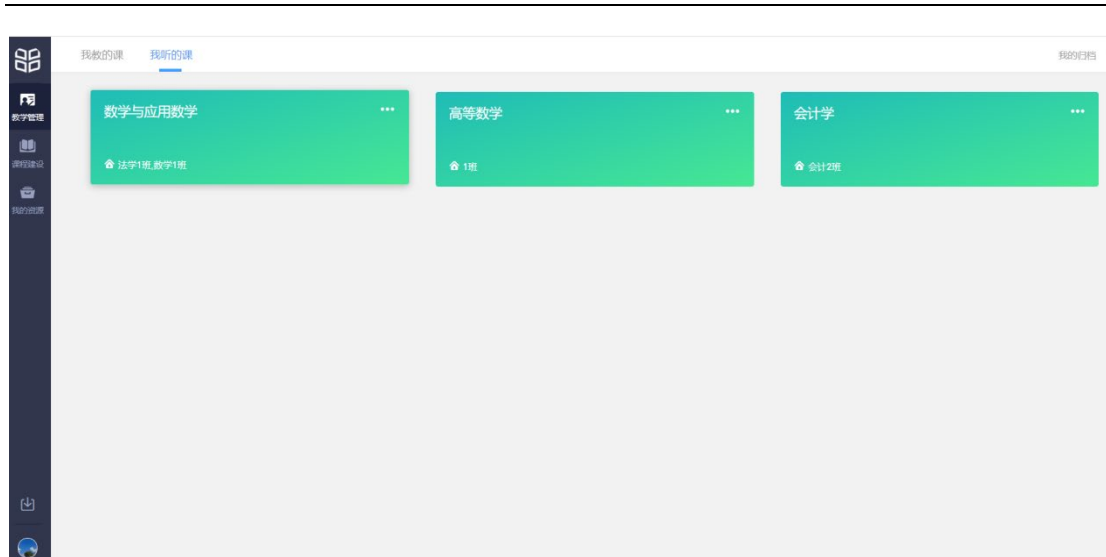 我教的课 我听的课 我的归档
教学管理
课程建设
我的资源
数学与应用数学
法学1班,数学1班
高等数学
1班
会计学
会计2班